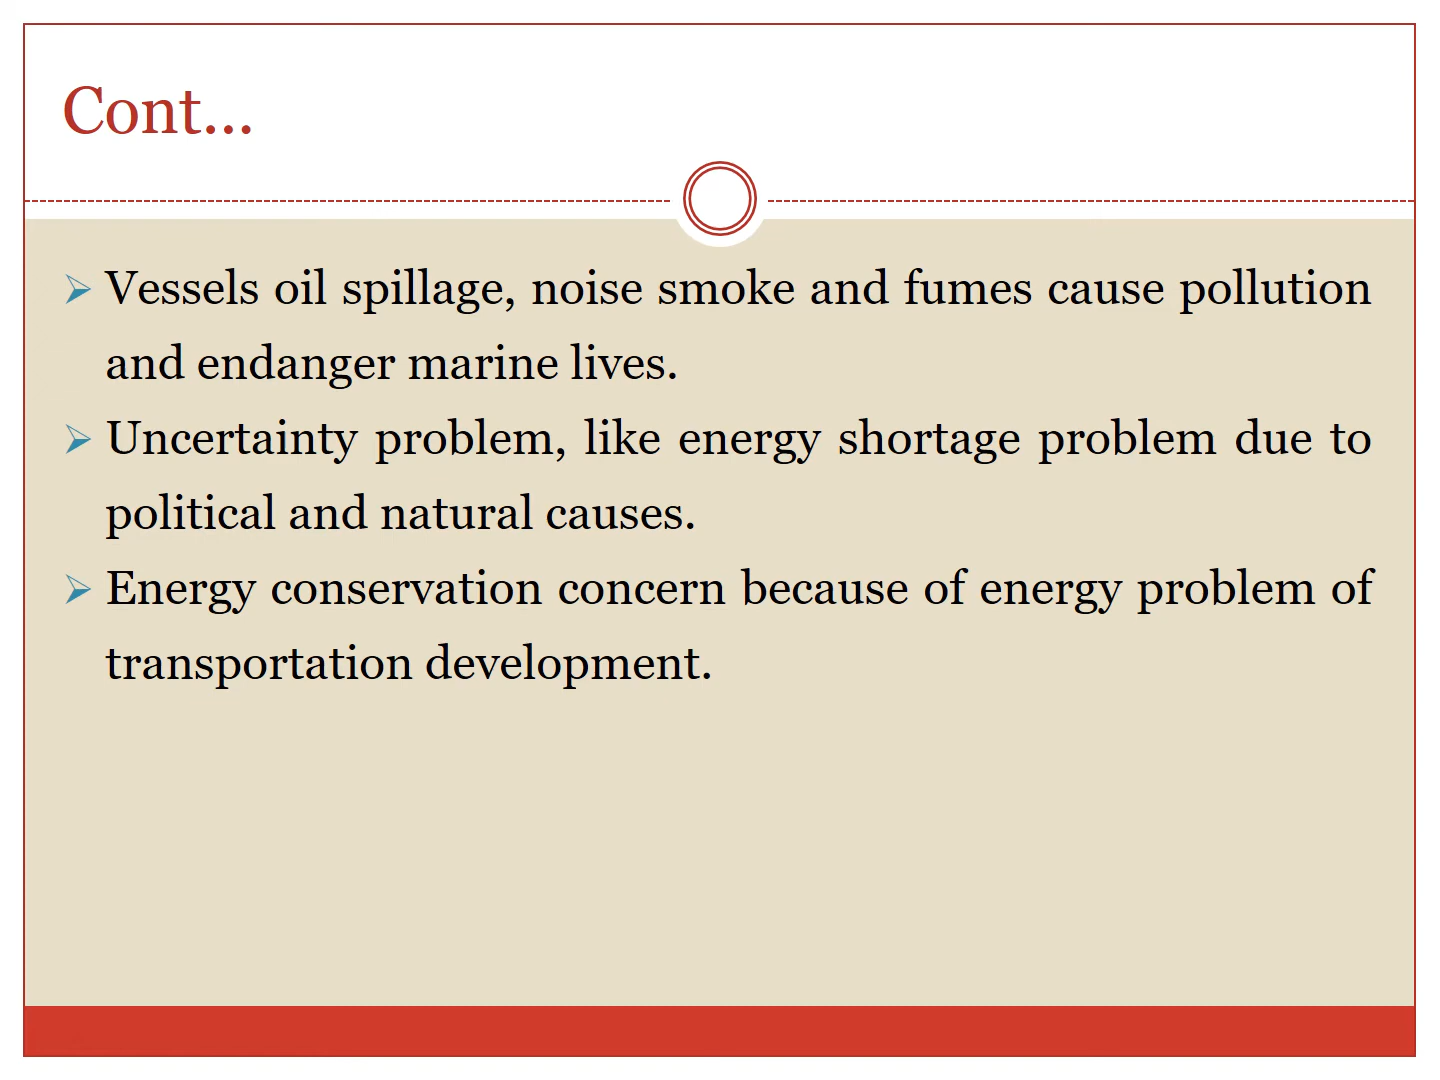 Cont...
Vessels oil spillage, noise smoke and fumes cause pollution
and endanger marine lives.
Uncertainty problem, like energy shortage problem due to
political and natural causes.
Energy conservation concern because of energy problem of
transportation development.